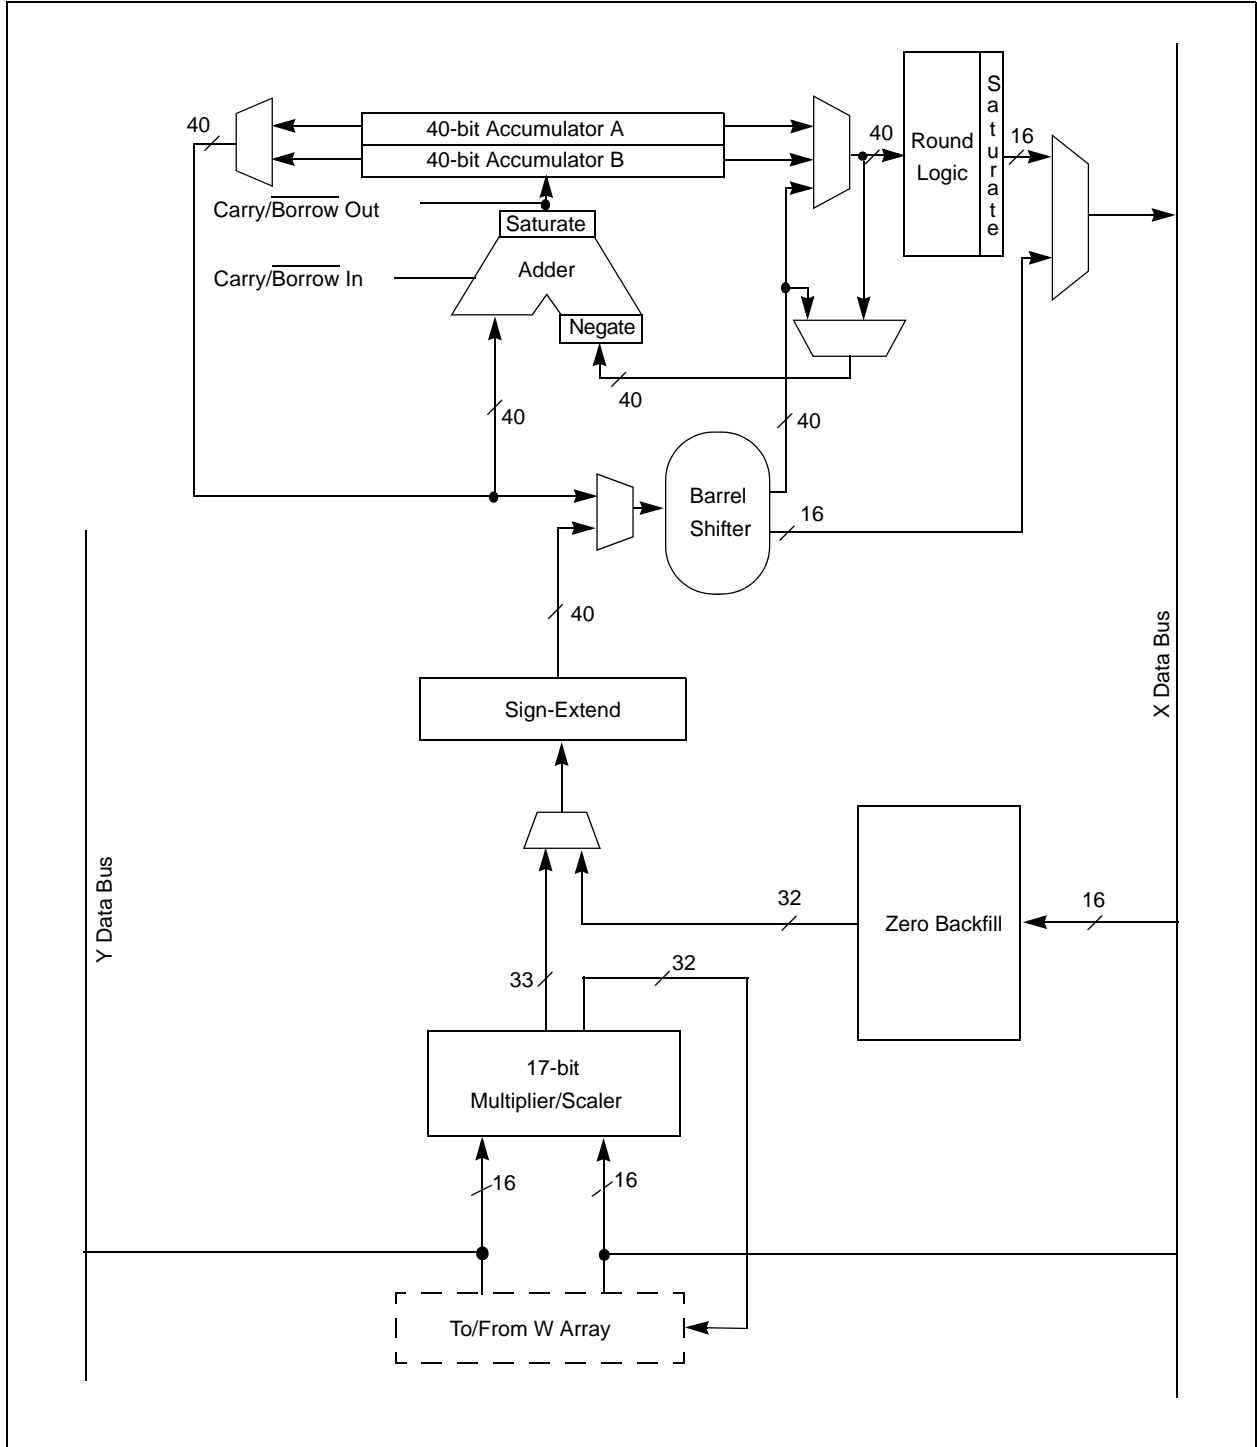 40
40-bit Accumulator A
40-bit Accumulator B
Carry/Borrow Out
Saturate
Carry/Borrow In
Adder
Negate
40
Round
Logic
Saturate
16
40
40
40
Barrel
Shifter
16
40
Sign-Extend
X Data Bus
Y Data Bus
32
Zero Backfill
16
33
32
17-bit
Multiplier/Scaler
16
16
To/From W Array